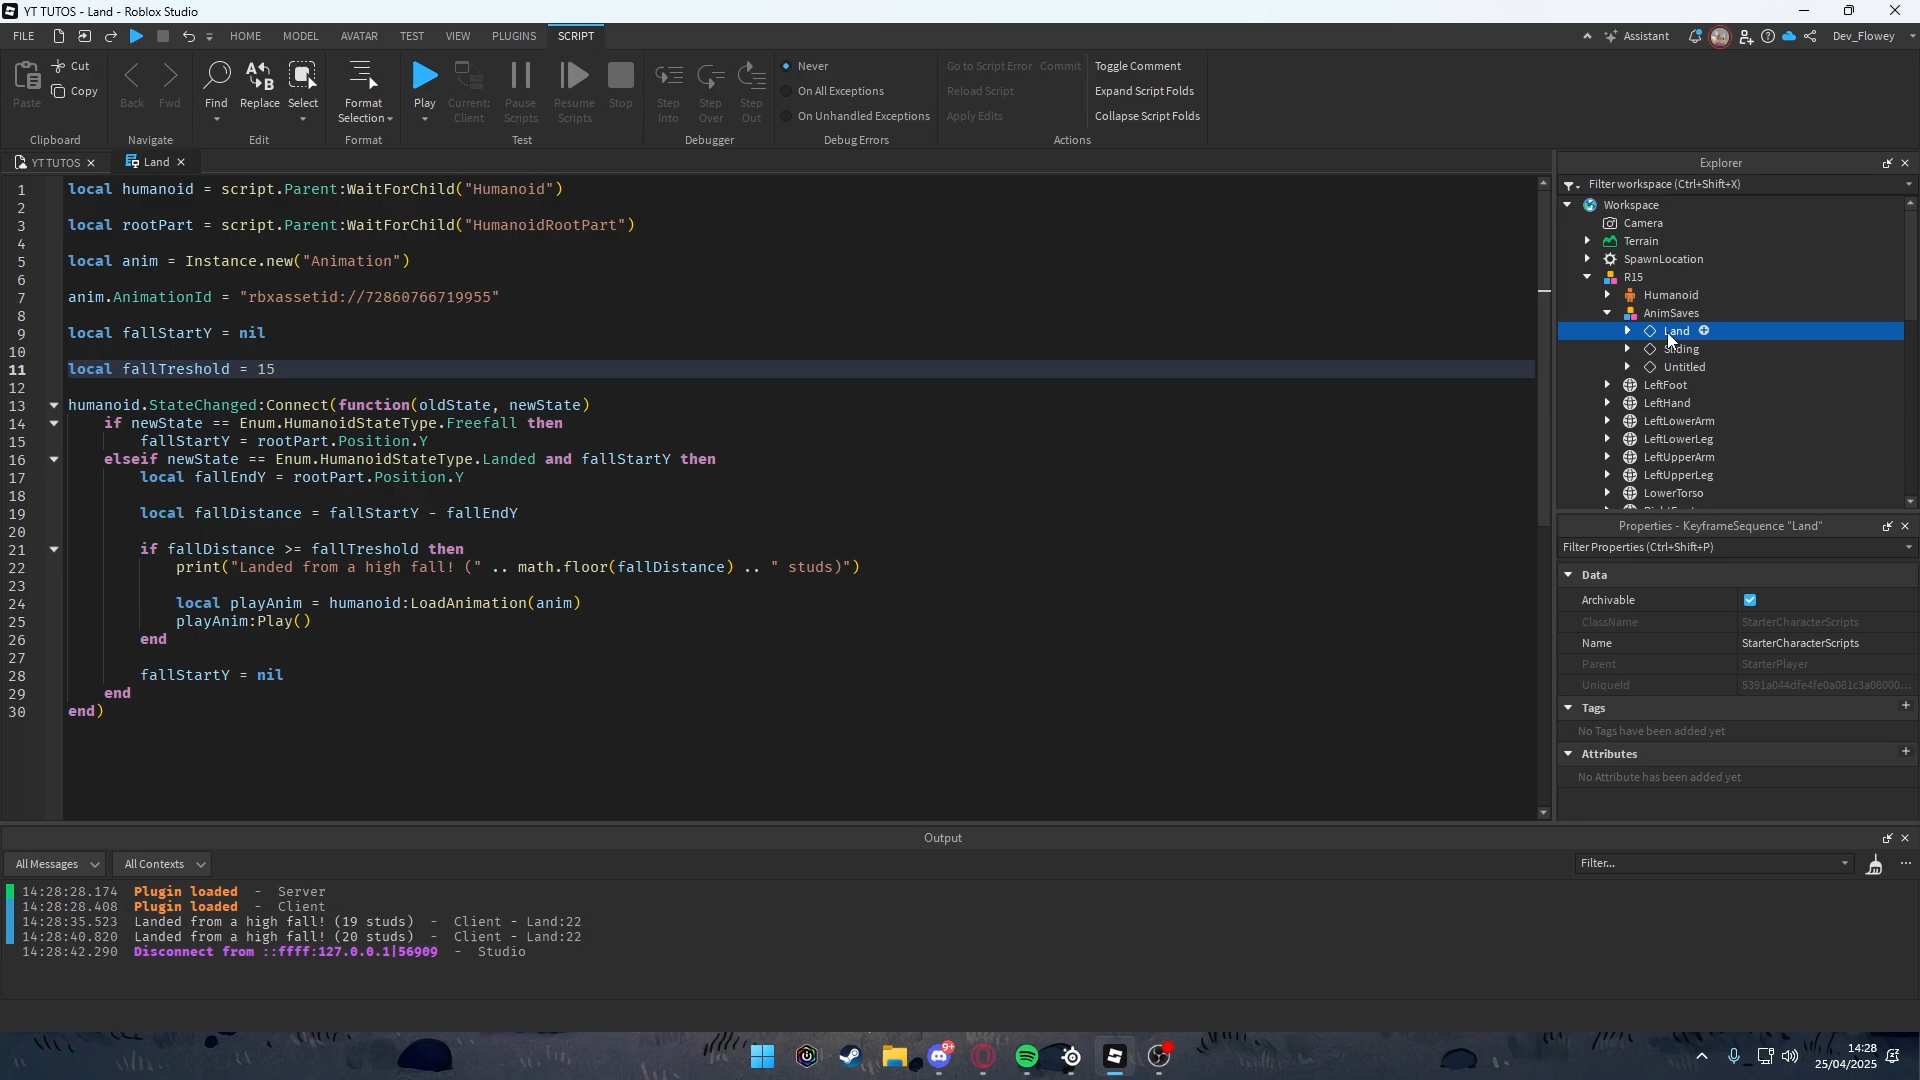 YT TUTOS - Land - Roblox Studio
FILE HOME MODEL AVATAR TEST VIEW PLUGINS SCRIPT Assistant Dev_Flowey
Paste Cut Copy Back Fwd Find Replace Select Format Selection Play Current: Client Pause Scripts Resume Scripts Stop Step Into Step Over Step Out
Never
On All Exceptions
On Unhandled Exceptions
Go to Script Error Commit Toggle Comment
Reload Script Expand Script Folds
Apply Edits Collapse Script Folds
Clipboard Navigate Edit Format Test Debugger Debug Errors Actions
YT TUTOS Land
1 local humanoid = script.Parent:WaitForChild("Humanoid")
2
3 local rootPart = script.Parent:WaitForChild("HumanoidRootPart")
4
5 local anim = Instance.new("Animation")
6
7 anim.AnimationId = "rbxassetid://72860766719955"
8
9 local fallStartY = nil
10
11 local fallTreshold = 15
12
13 humanoid.StateChanged:Connect(function(oldState, newState)
14 if newState == Enum.HumanoidStateType.Freefall then
15 fallStartY = rootPart.Position.Y
16 elseif newState == Enum.HumanoidStateType.Landed and fallStartY then
17 local fallEndY = rootPart.Position.Y
18
19 local fallDistance = fallStartY - fallEndY
20
21 if fallDistance >= fallTreshold then
22 print("Landed from a high fall! (" .. math.floor(fallDistance) .. " studs)")
23
24 local playAnim = humanoid:LoadAnimation(anim)
25 playAnim:Play()
26 end
27
28 fallStartY = nil
29 end
30 end)
Explorer
Filter workspace (Ctrl+Shift+X)
Workspace
Camera
Terrain
SpawnLocation
R15
Humanoid
AnimSaves
Land
Sliding
Untitled
LeftFoot
LeftHand
LeftLowerArm
LeftLowerLeg
LeftUpperArm
LeftUpperLeg
LowerTorso
Properties - KeyframeSequence "Land"
Filter Properties (Ctrl+Shift+P)
Data
Archivable
ClassName StarterCharacterScripts
Name StarterCharacterScripts
Parent StarterPlayer
UniqueId 5391a044dfe4fe0a081c3a08000...
Tags
No Tags have been added yet
Attributes
No Attribute has been added yet
Output
All Messages All Contexts Filter...
14:28:28.174 Plugin loaded - Server
14:28:28.408 Plugin loaded - Client
14:28:35.523 Landed from a high fall! (19 studs) - Client - Land:22
14:28:40.820 Landed from a high fall! (20 studs) - Client - Land:22
14:28:42.290 Disconnect from ::ffff:127.0.0.1|56909 - Studio
9+
14:28
25/04/2025